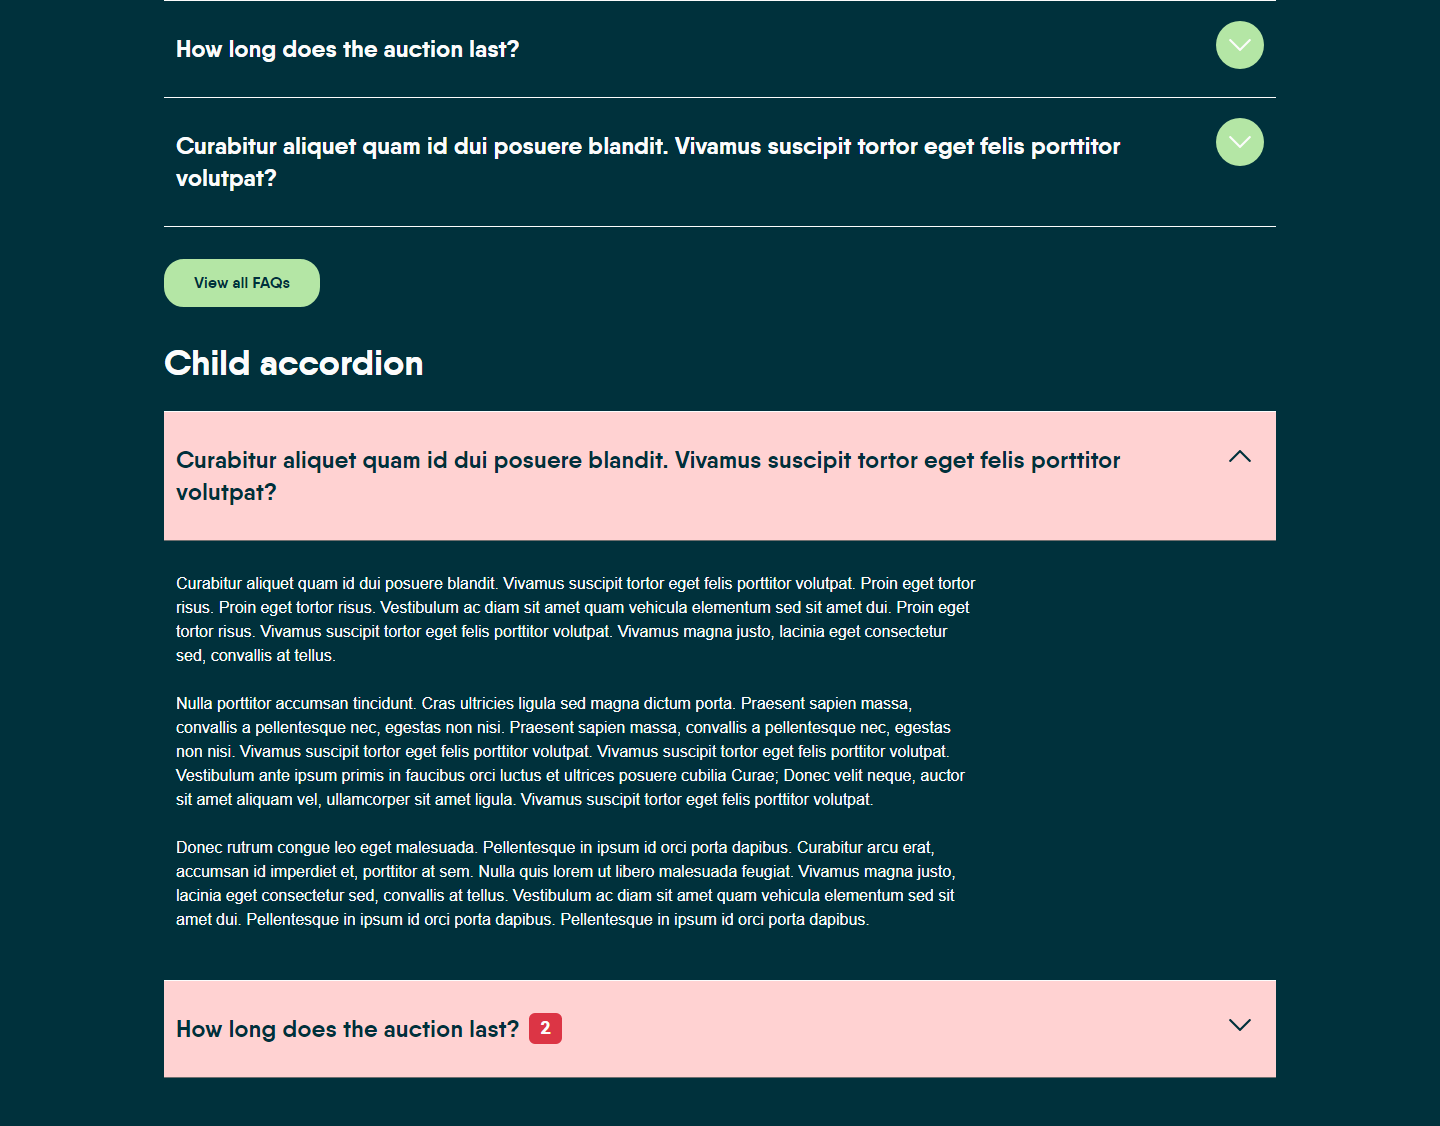 How long does the auction last?
Curabitur aliquet quam id dui posuere blandit. Vivamus suscipit tortor eget felis porttitor
volutpat?
View all FAQs
Child accordion
Curabitur aliquet quam id dui posuere blandit. Vivamus suscipit tortor eget felis porttitor
volutpat?
Curabitur aliquet quam id dui posuere blandit. Vivamus suscipit tortor eget felis porttitor volutpat. Proin eget tortor
risus. Proin eget tortor risus. Vestibulum ac diam sit amet quam vehicula elementum sed sit amet dui. Proin eget
tortor risus. Vivamus suscipit tortor eget felis porttitor volutpat. Vivamus magna justo, lacinia eget consectetur
sed, convallis at tellus.
Nulla porttitor accumsan tincidunt. Cras ultricies ligula sed magna dictum porta. Praesent sapien massa,
convallis a pellentesque nec, egestas non nisi. Praesent sapien massa, convallis a pellentesque nec, egestas
non nisi. Vivamus suscipit tortor eget felis porttitor volutpat. Vivamus suscipit tortor eget felis porttitor volutpat.
Vestibulum ante ipsum primis in faucibus orci luctus et ultrices posuere cubilia Curae; Donec velit neque, auctor
sit amet aliquam vel, ullamcorper sit amet ligula. Vivamus suscipit tortor eget felis porttitor volutpat.
Donec rutrum congue leo eget malesuada. Pellentesque in ipsum id orci porta dapibus. Curabitur arcu erat,
accumsan id imperdiet et, porttitor at sem. Nulla quis lorem ut libero malesuada feugiat. Vivamus magna justo,
lacinia eget consectetur sed, convallis at tellus. Vestibulum ac diam sit amet quam vehicula elementum sed sit
amet dui. Pellentesque in ipsum id orci porta dapibus. Pellentesque in ipsum id orci porta dapibus.
How long does the auction last? 2